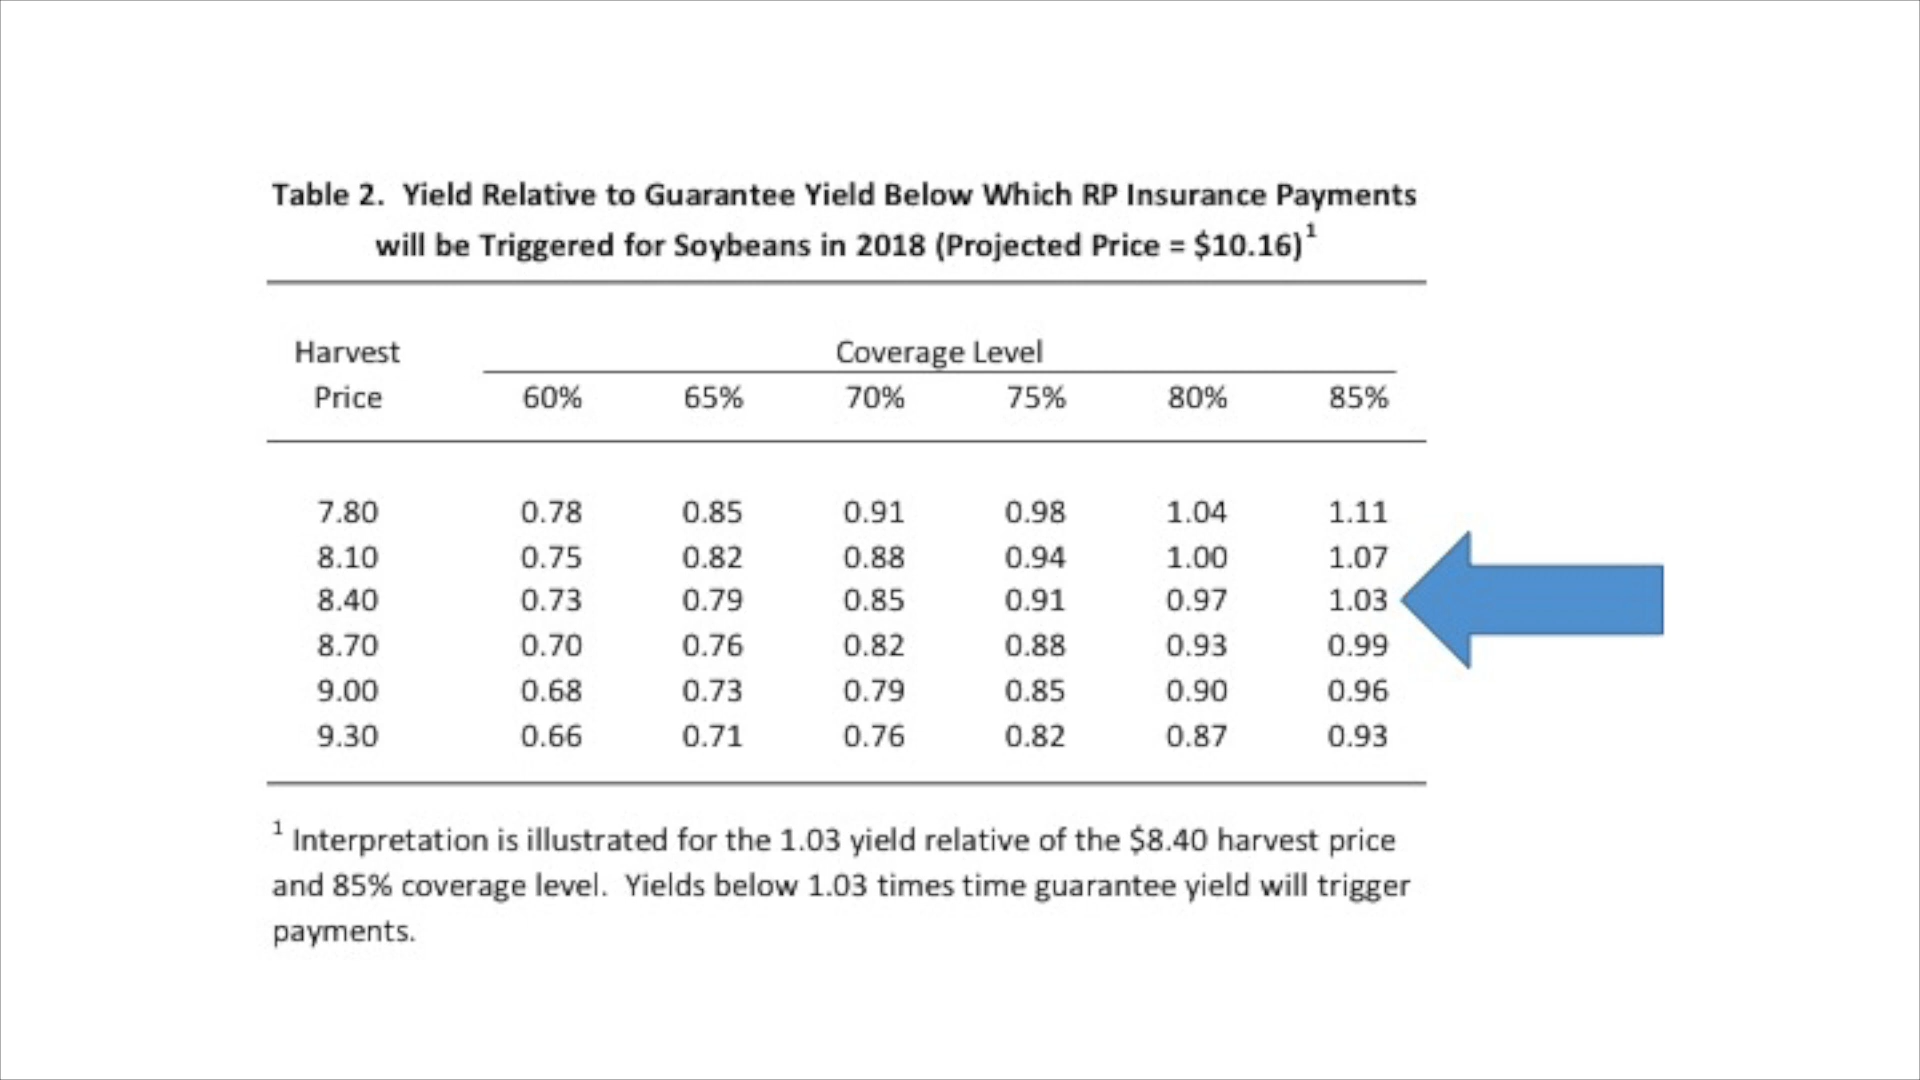 Table 2. Yield Relative to Guarantee Yield Below Which RP Insurance Payments
will be Triggered for Soybeans in 2018 (Projected Price = $10.16)1
Harvest Coverage Level
Price 60% 65% 70% 75% 80% 85%
7.80 0.78 0.85 0.91 0.98 1.04 1.11
8.10 0.75 0.82 0.88 0.94 1.00 1.07
8.40 0.73 0.79 0.85 0.91 0.97 1.03
8.70 0.70 0.76 0.82 0.88 0.93 0.99
9.00 0.68 0.73 0.79 0.85 0.90 0.96
9.30 0.66 0.71 0.76 0.82 0.87 0.93
1 Interpretation is illustrated for the 1.03 yield relative of the $8.40 harvest price
and 85% coverage level. Yields below 1.03 times time guarantee yield will trigger
payments.